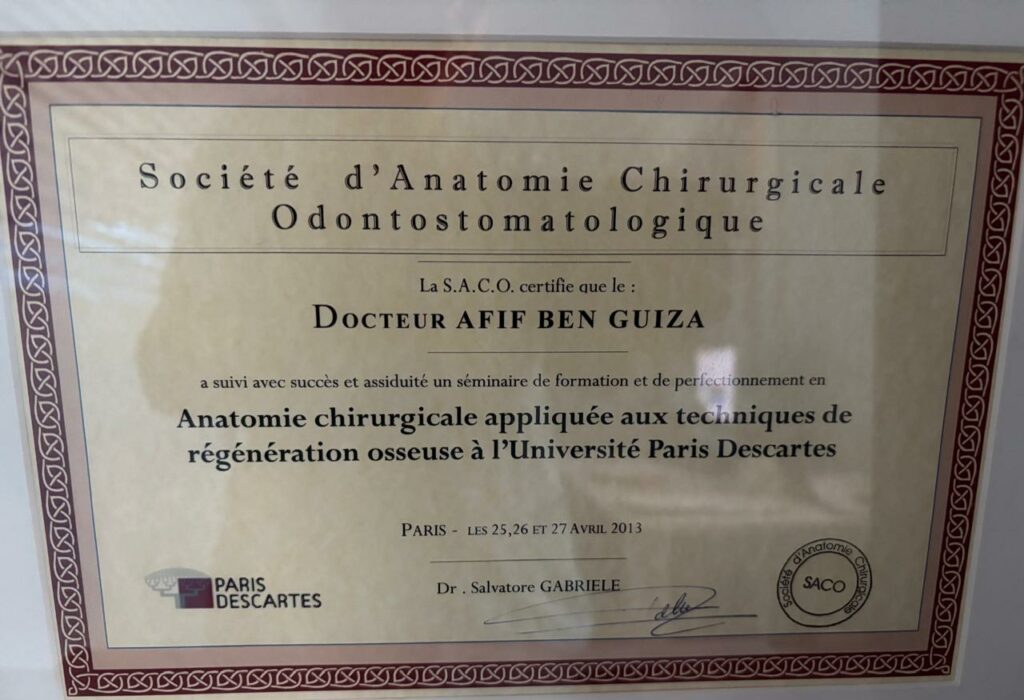 Société d'Anatomie Chirurgicale
Odontostomatologique
La S.A.C.O. certifie que le :
DOCTEUR AFIF BEN GUIZA
a suivi avec succès et assiduité un séminaire de formation et de perfectionnement en
Anatomie chirurgicale appliquée aux techniques de
régénération osseuse à l'Université Paris Descartes
PARIS - LES 25,26 ET 27 AVRIL 2013
Dr . Salvatore GABRIELE
PARIS
DESCARTES
Société d'Anatomie Chirurgicale
SACO